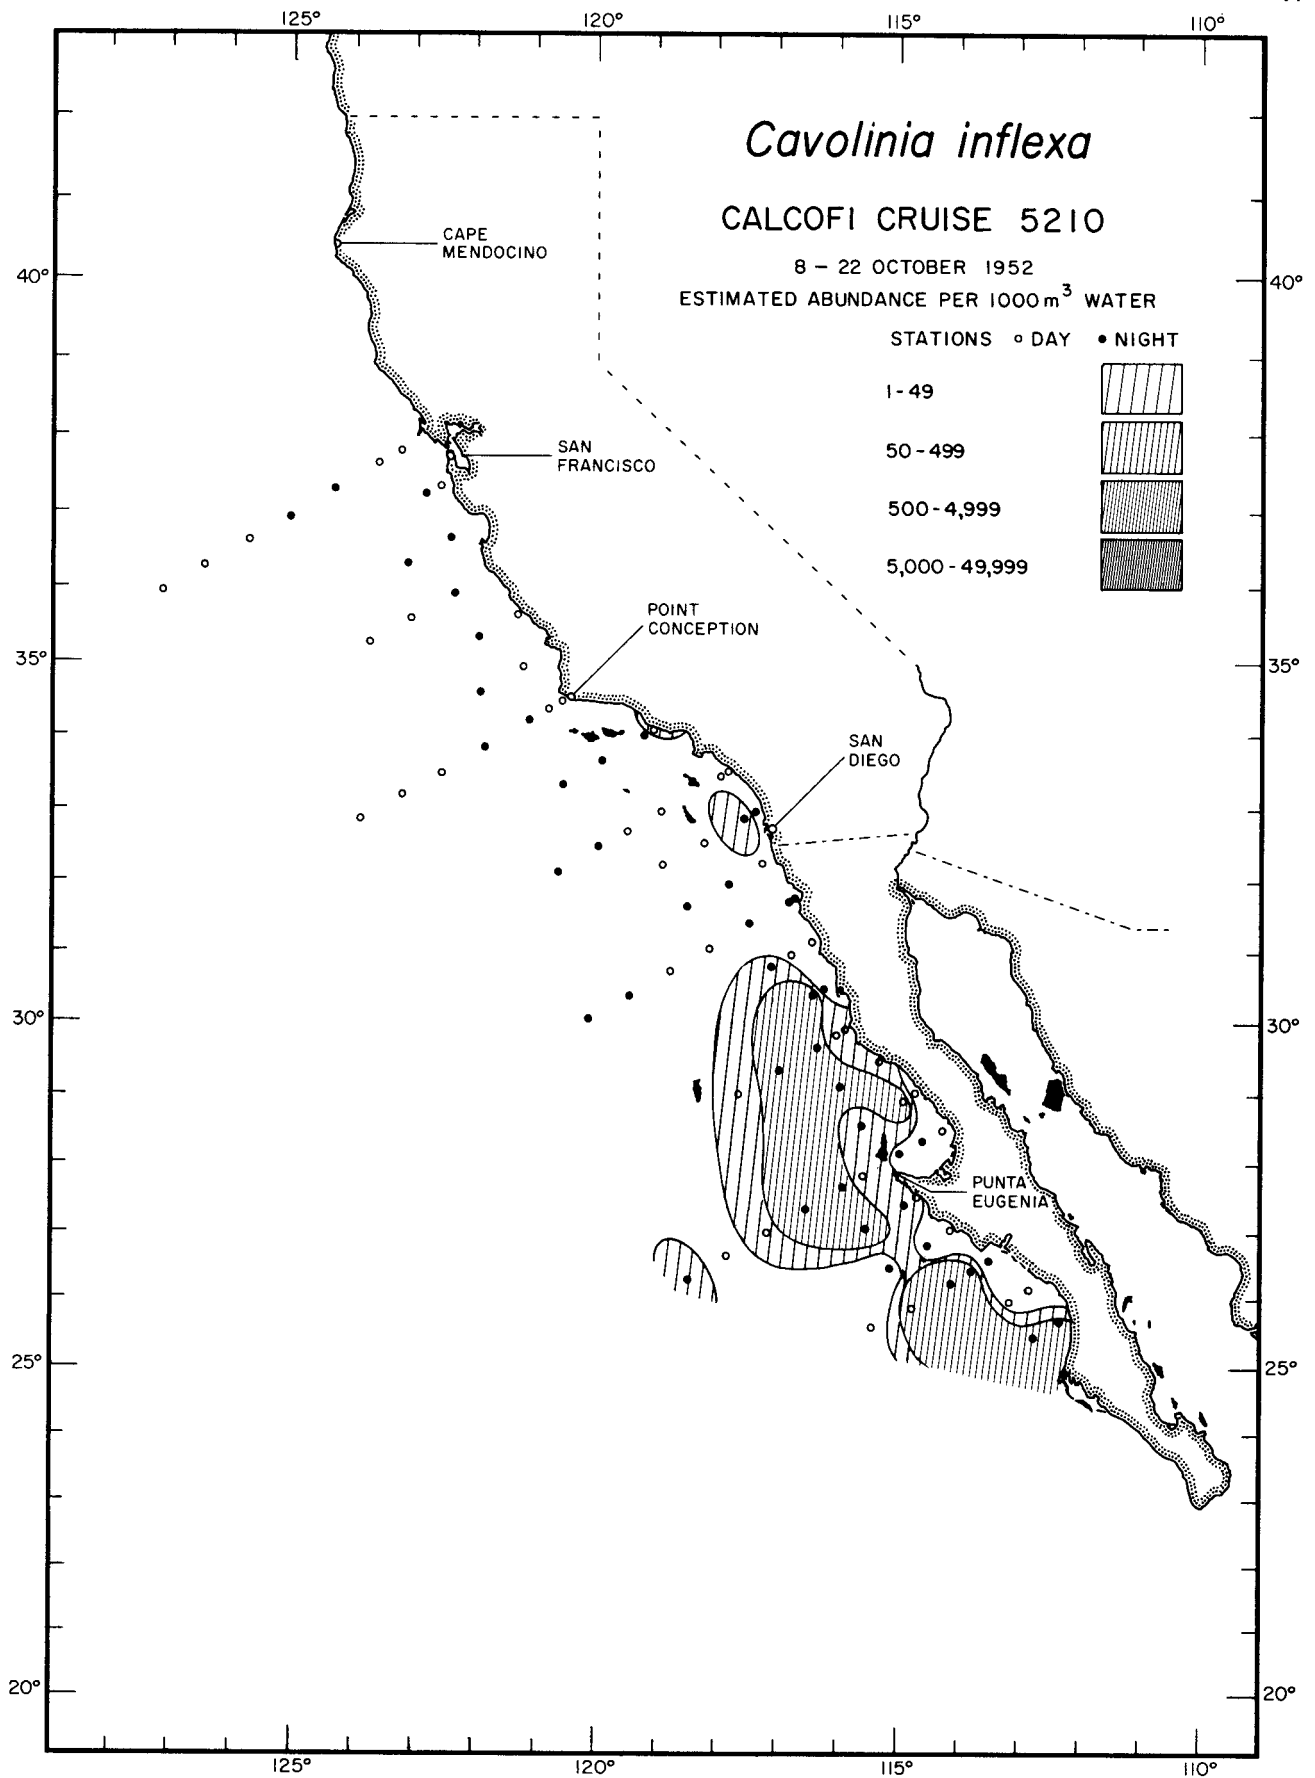 125° 120° 115° 110°
Cavolinia inflexa
CALCOFI CRUISE 5210
8 – 22 OCTOBER 1952
ESTIMATED ABUNDANCE PER 1000 m³ WATER
STATIONS ○ DAY ● NIGHT
1-49
50-499
500-4,999
5,000-49,999
CAPE
MENDOCINO
40° 40°
SAN
FRANCISCO
POINT
CONCEPTION
35° 35°
SAN
DIEGO
30° 30°
PUNTA
EUGENIA
25° 25°
20° 20°
125° 120° 115° 110°